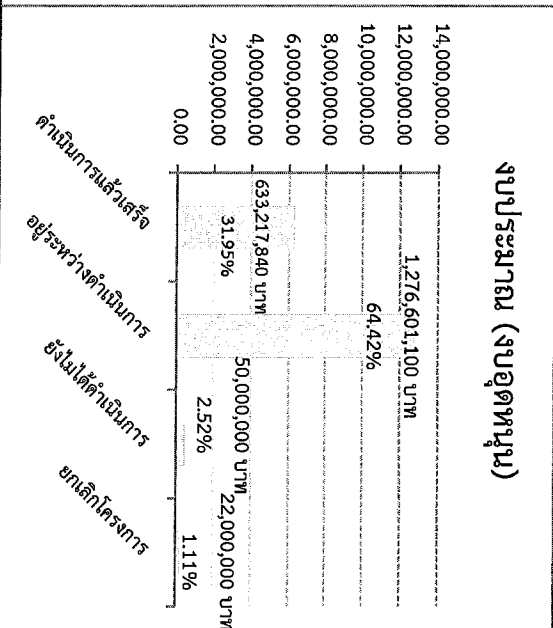 งบประมาณ (งบอุดหนุน)
14,000,000.00
12,000,000.00
10,000,000.00
8,000,000.00
6,000,000.00
4,000,000.00
2,000,000.00
0.00
633,217,840 บาท
31.95%
1,276,601,100 บาท
64.42%
50,000,000 บาท
2.52%
22,000,000 บาท
1.11%
ดำเนินการแล้วเสร็จ
อยู่ระหว่างดำเนินการ
ยังไม่ได้ดำเนินการ
ยกเลิกโครงการ